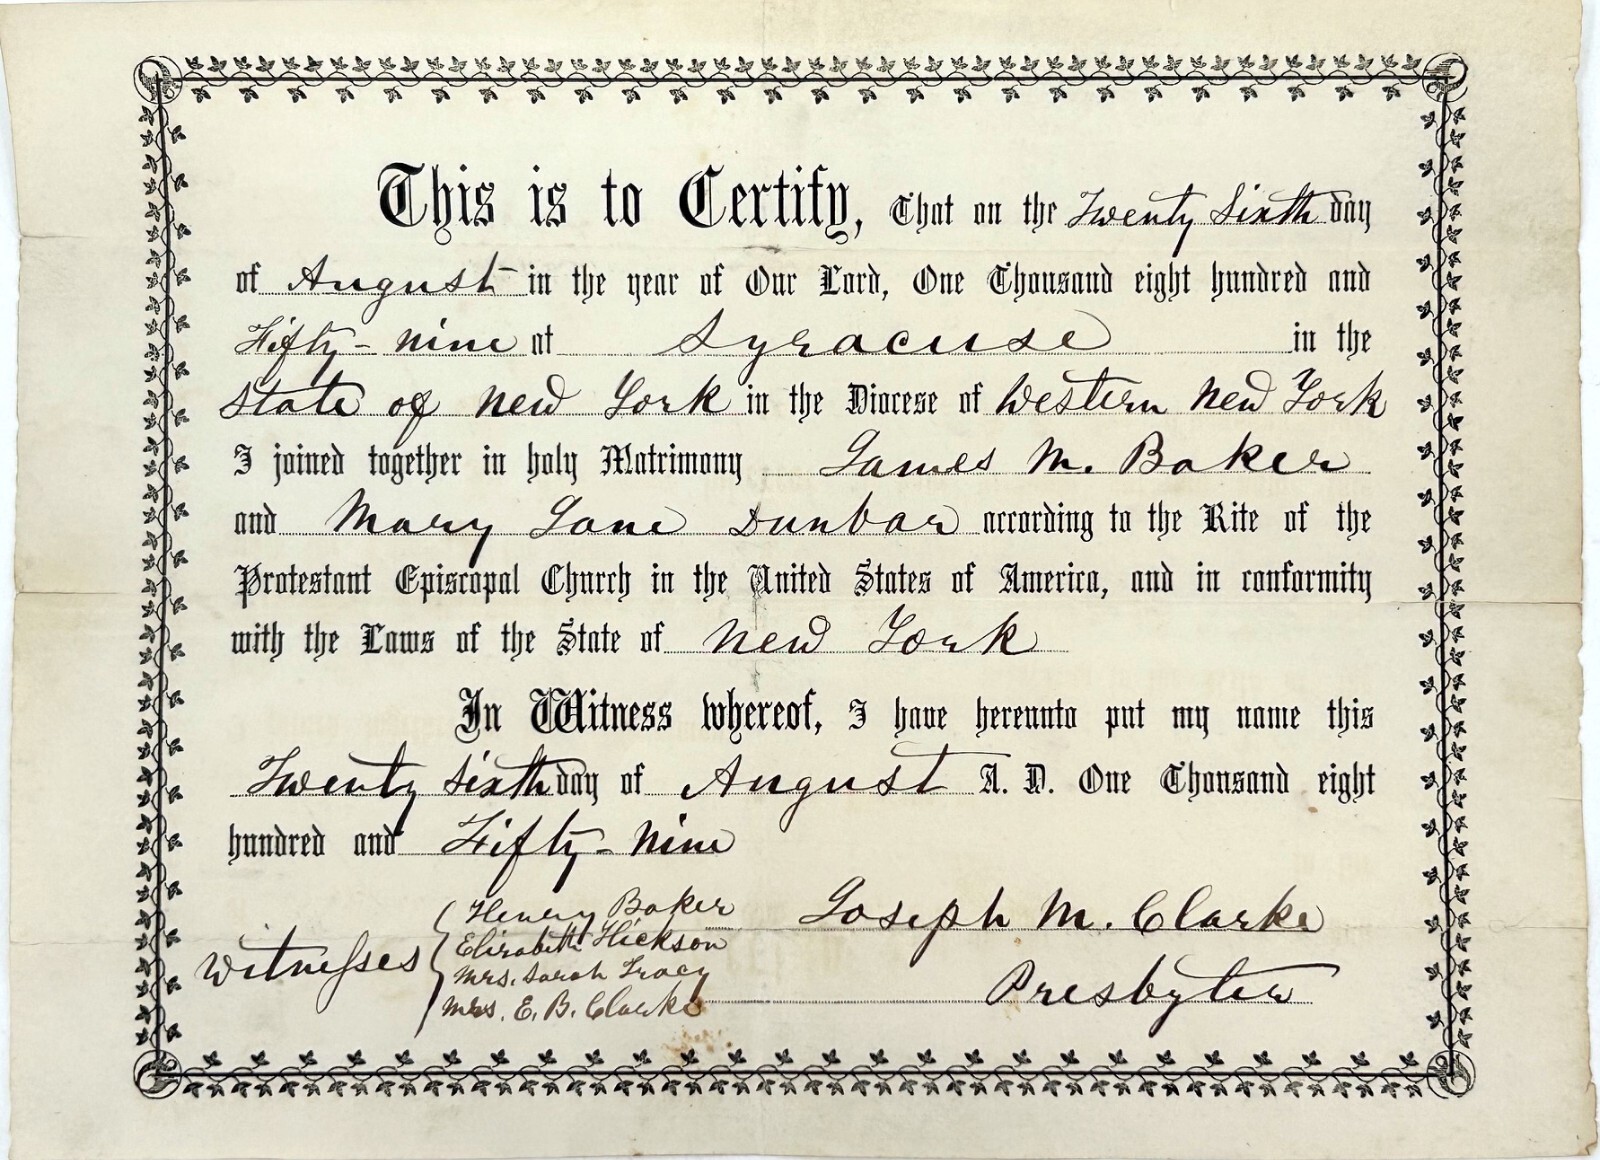 This is to Certify, That on the Twenty Sixth day
of August in the year of Our Lord, One Thousand eight hundred and
Fifty-nine at Syracuse in the
State of New York in the Diocese of Western New York
I joined together in holy Matrimony James M. Baker
and Mary Jane Dunbar according to the Rite of the
Protestant Episcopal Church in the United States of America, and in conformity
with the Laws of the State of New York
In Witness whereof, I have hereunto put my name this
Twenty Sixth day of August A. D. One Thousand eight
hundred and Fifty-Nine
Witnesses
Henry Baker
Elizabeth Hickson
Mrs. Sarah Tracy
Mrs. E. B. Clarke
Joseph M. Clarke
Presbyter